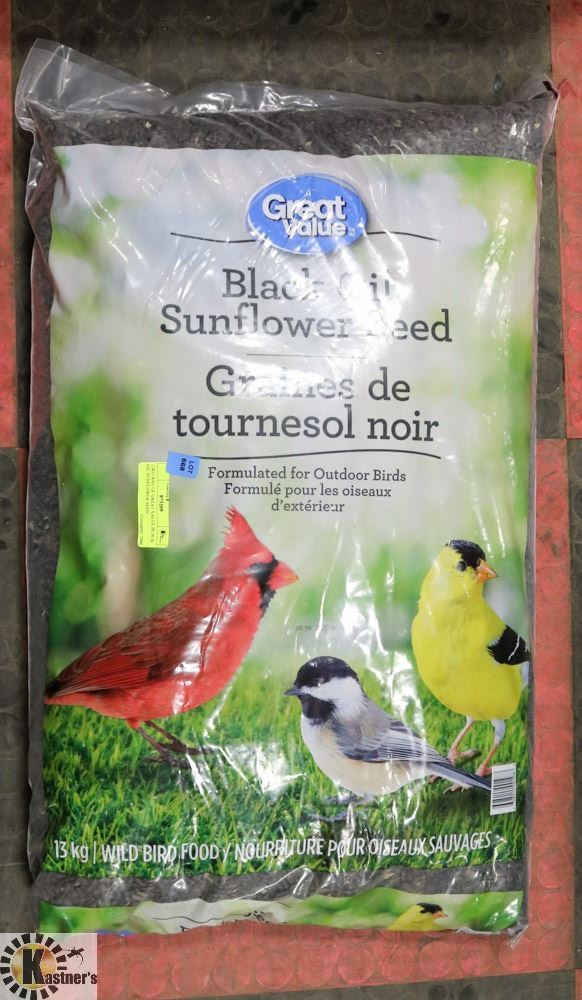 Great
Value
Black Oil
Sunflower Seed
Graines de
tournesol noir
Formulated for Outdoor Birds
Formulé pour les oiseaux
d'extérieur
LOT
668
13 kg | WILD BIRD FOOD / NOURRITURE POUR OISEAUX SAUVAGES
KASTNER'S